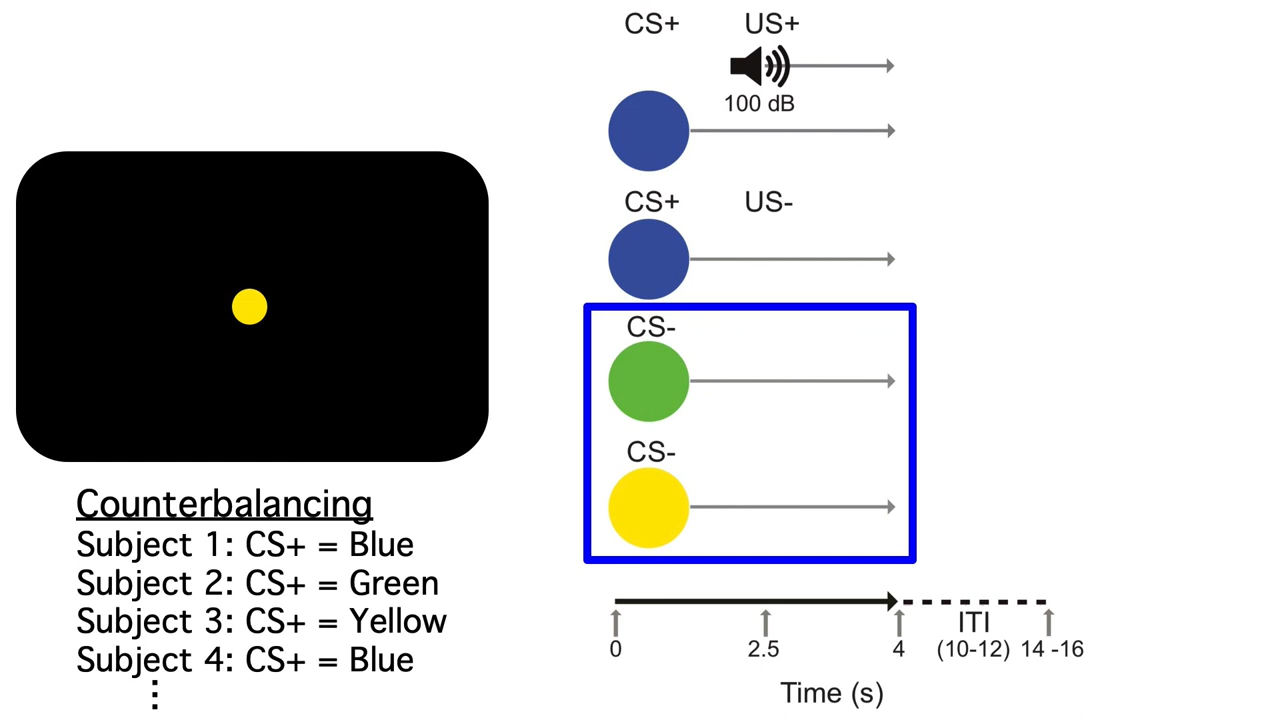 CS+ US+
100 dB
CS+ US-
CS-
CS-
Counterbalancing
Subject 1: CS+ = Blue
Subject 2: CS+ = Green
Subject 3: CS+ = Yellow
Subject 4: CS+ = Blue
⋮
ITI
0 2.5 4 (10-12) 14 -16
Time (s)